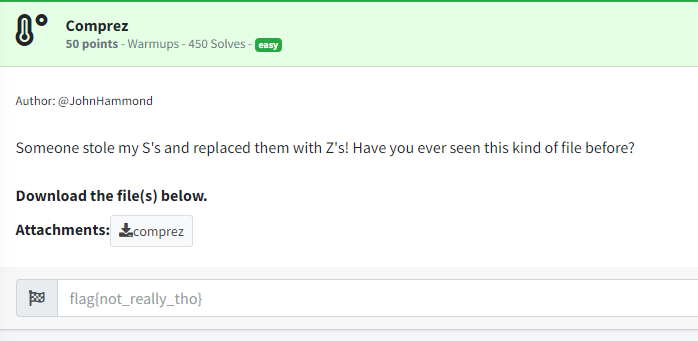 Comprez
50 points - Warmups - 450 Solves - easy
Author: @JohnHammond
Someone stole my S's and replaced them with Z's! Have you ever seen this kind of file before?
Download the file(s) below.
Attachments: comprez
flag{not_really_tho}